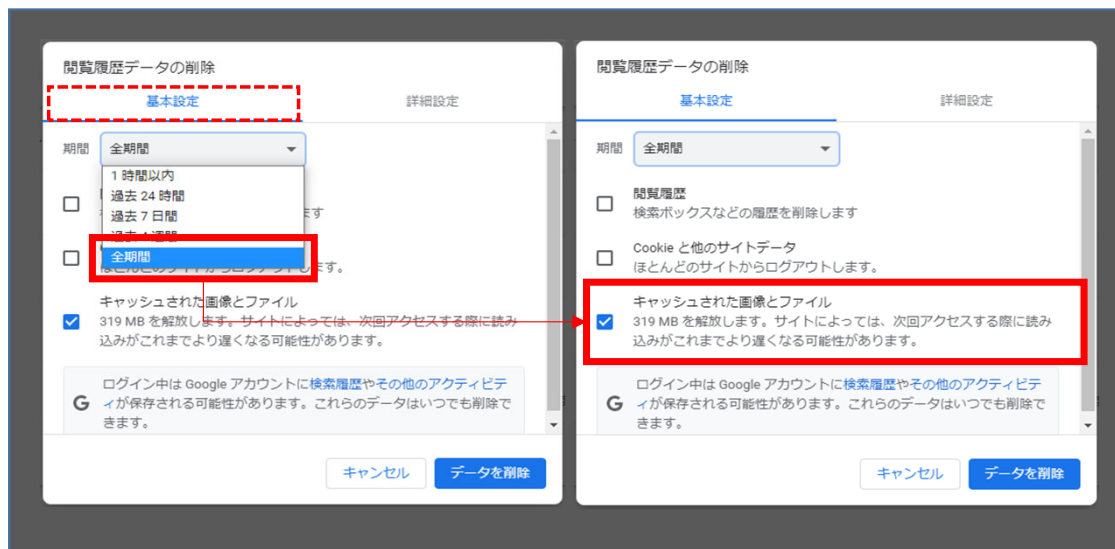 閲覧履歴データの削除
基本設定
詳細設定
期間
全期間
1 時間以内
過去 24 時間
過去 7 日間
全期間
ます
ほとんどのサイトからログアウトします。
キャッシュされた画像とファイル
319 MB を解放します。サイトによっては、次回アクセスする際に読み
込みがこれまでより遅くなる可能性があります。
G
ログイン中は Google アカウントに検索履歴やその他のアクティビテ
ィが保存される可能性があります。これらのデータはいつでも削除で
きます。
キャンセル
データを削除
閲覧履歴データの削除
基本設定
詳細設定
期間
全期間
閲覧履歴
検索ボックスなどの履歴を削除します
Cookie と他のサイトデータ
ほとんどのサイトからログアウトします。
キャッシュされた画像とファイル
319 MB を解放します。サイトによっては、次回アクセスする際に読み
込みがこれまでより遅くなる可能性があります。
G
ログイン中は Google アカウントに検索履歴やその他のアクティビテ
ィが保存される可能性があります。これらのデータはいつでも削除で
きます。
キャンセル
データを削除